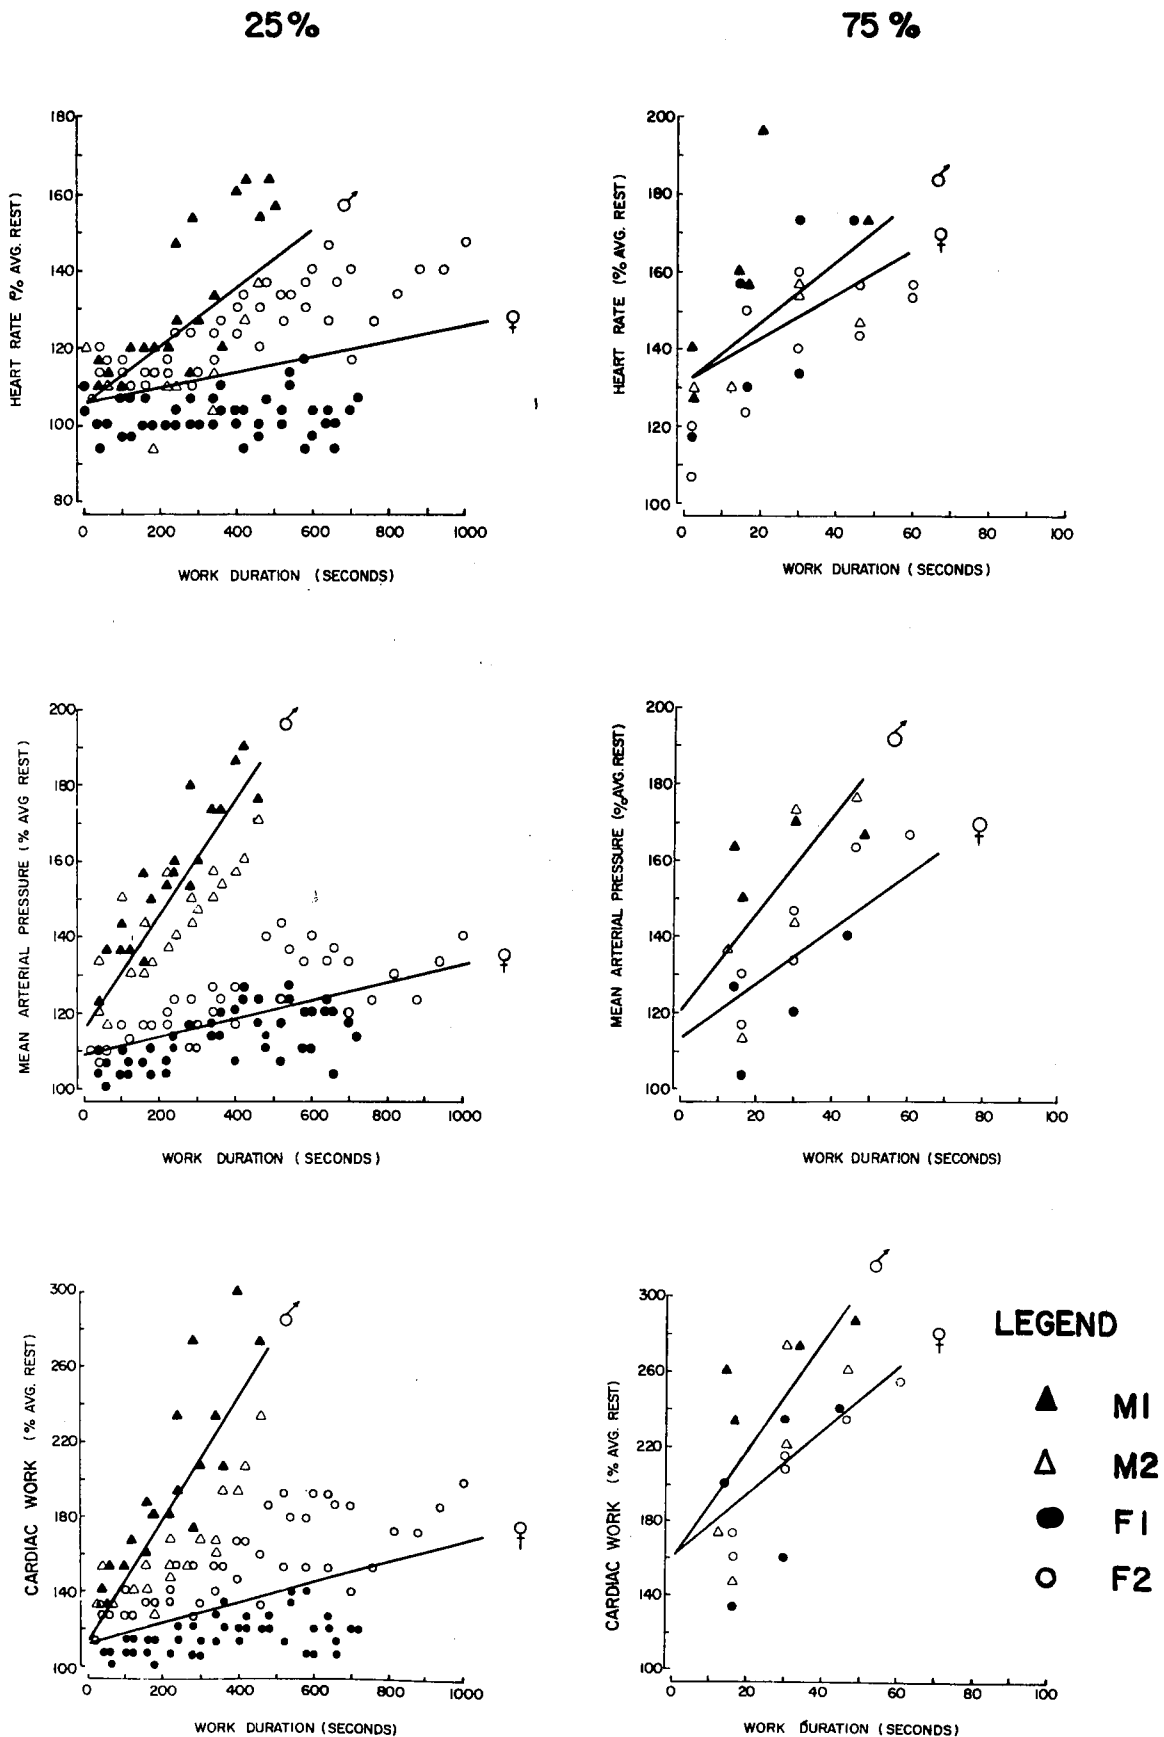 25%
75%
180
160
140
120
100
80
HEART RATE (% AVG. REST)
♂
♀
0 200 400 600 800 1000
WORK DURATION (SECONDS)
200
180
160
140
120
100
HEART RATE (% AVG. REST)
♂
♀
0 20 40 60 80 100
WORK DURATION (SECONDS)
200
180
160
140
120
100
MEAN ARTERIAL PRESSURE (% AVG REST)
♂
♀
0 200 400 600 800 1000
WORK DURATION (SECONDS)
200
180
160
140
120
100
MEAN ARTERIAL PRESSURE (% AVG. REST)
♂
♀
0 20 40 60 80 100
WORK DURATION (SECONDS)
300
260
220
180
140
100
CARDIAC WORK (% AVG. REST)
♂
♀
0 200 400 600 800 1000
WORK DURATION (SECONDS)
300
260
220
180
140
100
CARDIAC WORK (% AVG. REST)
♂
♀
0 20 40 60 80 100
WORK DURATION (SECONDS)
LEGEND
M1
M2
F1
F2